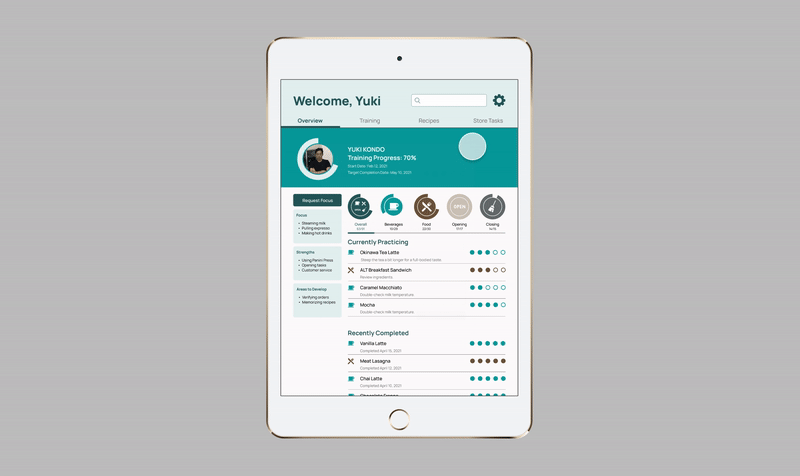 Welcome, Yuki
Overview Training Recipes Store Tasks
YUKI KONDO
Training Progress: 70%
Start Date: Feb 13, 2021
Target Completion Date: May 10, 2021
Request Focus
Focus
Steaming milk
Pulling espresso
Making hot drinks
Strengths
Using Panini Press
Opening tasks
Customer service
Areas to Develop
Verifying orders
Memorizing recipes
Overall
Beverages
Food
OPEN
Opening
Closing
Currently Practicing
Okinawa Tea Latte
Steep the tea a bit longer for a full-bodied taste.
ALT Breakfast Sandwich
Review ingredients
Caramel Macchiato
Double-check milk temperature
Mocha
Double-check milk temperature
Recently Completed
Vanilla Latte
Completed April 15, 2021
Meat Lasagna
Completed April 12, 2021
Chai Latte
Completed April 10, 2021